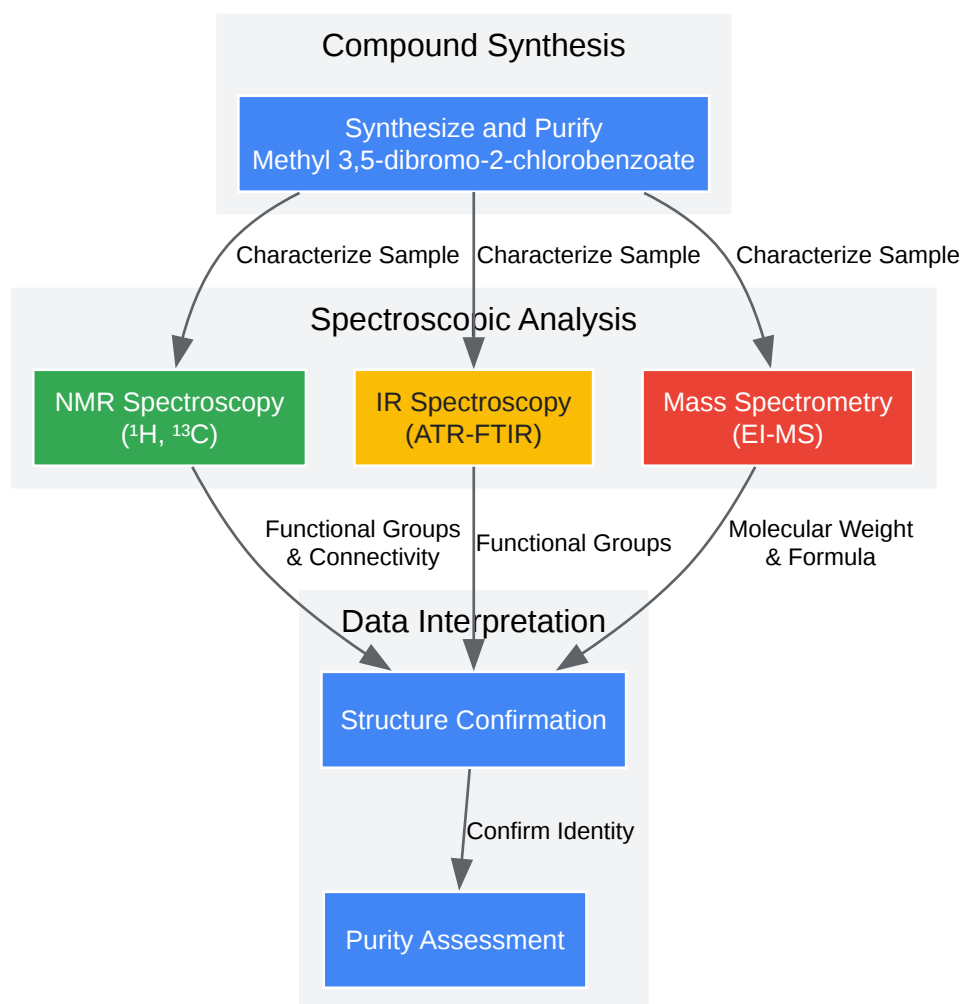 Compound Synthesis
Synthesize and Purify
Methyl 3,5-dibromo-2-chlorobenzoate
Characterize Sample
Characterize Sample
Characterize Sample
Spectroscopic Analysis
NMR Spectroscopy
(¹H, ¹³C)
IR Spectroscopy
(ATR-FTIR)
Mass Spectrometry
(EI-MS)
Functional Groups
& Connectivity
Functional Groups
Molecular Weight
& Formula
Data Interpretation
Structure Confirmation
Confirm Identity
Purity Assessment